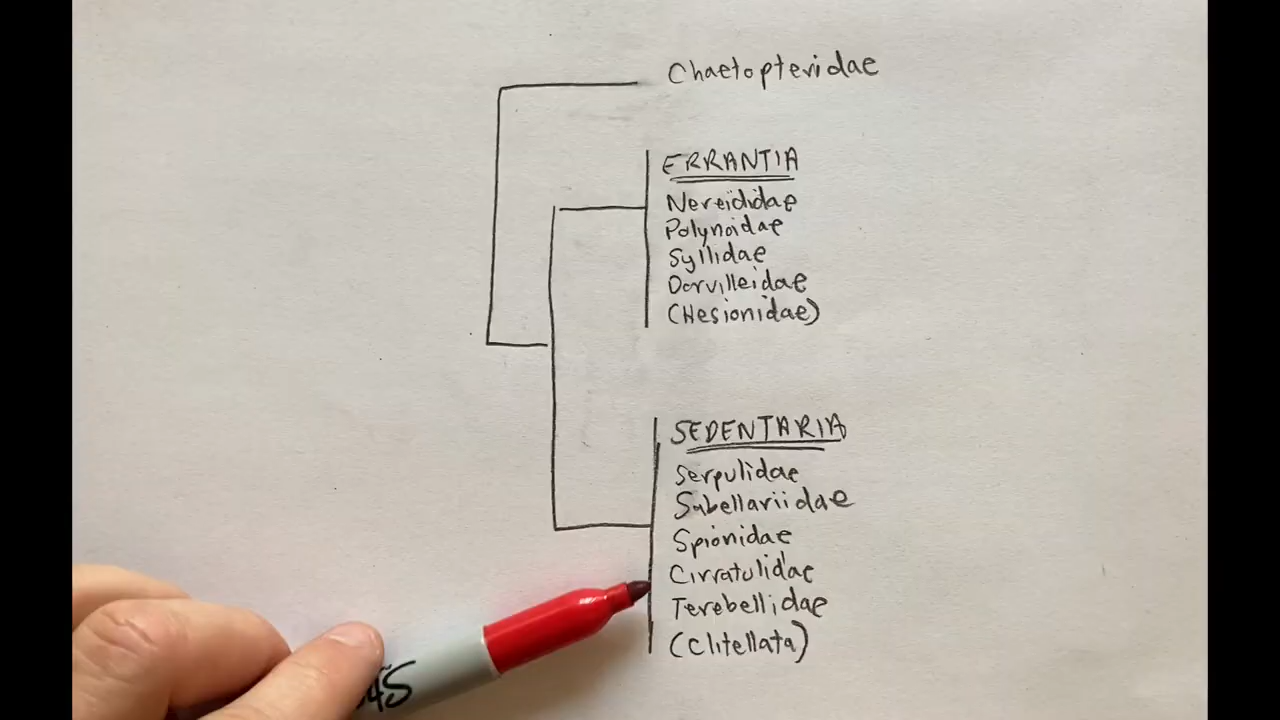 Chaetopteridae
ERRANTIA
Nereididae
Polynoidae
Syllidae
Dorvilleidae
(Hesionidae)
SEDENTARIA
Serpulidae
Sabellariidae
Spionidae
Cirratulidae
Terebellidae
(Clitellata)